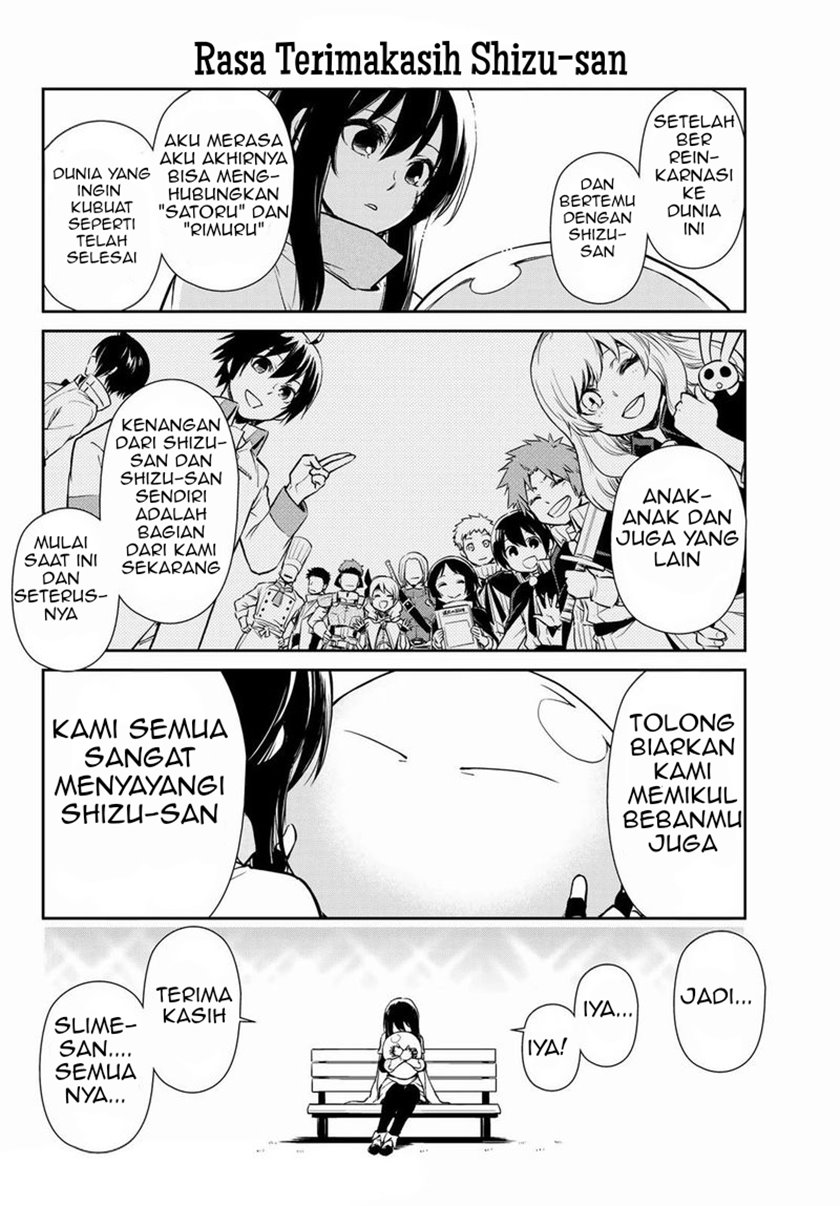 Rasa Terimakasih Shizu-san
SETELAH
BER
REIN-
KARNASI
KE
DUNIA
INI
DAN
BERTEMU
DENGAN
SHIZU-
SAN
AKU MERASA
AKU AKHIRNYA
BISA MENG-
HUBUNGKAN
"SATORU" DAN
"RIMURU"
DUNIA YANG
INGIN
KUBUAT
SEPERTI
TELAH
SELESAI
ANAK-
ANAK DAN
JUGA YANG
LAIN
KENANGAN
DARI SHIZU-
SAN DAN
SHIZU-SAN
SENDIRI
ADALAH
BAGIAN
DARI KAMI
SEKARANG
MULAI
SAAT INI
DAN
SETERUS-
NYA
TOLONG
BIARKAN
KAMI
MEMIKUL
BEBANMU
JUGA
KAMI SEMUA
SANGAT
MENYAYANGI
SHIZU-SAN
JADI...
IYA...
IYA!
TERIMA
KASIH
SLIME-
SAN....
SEMUA
NYA...